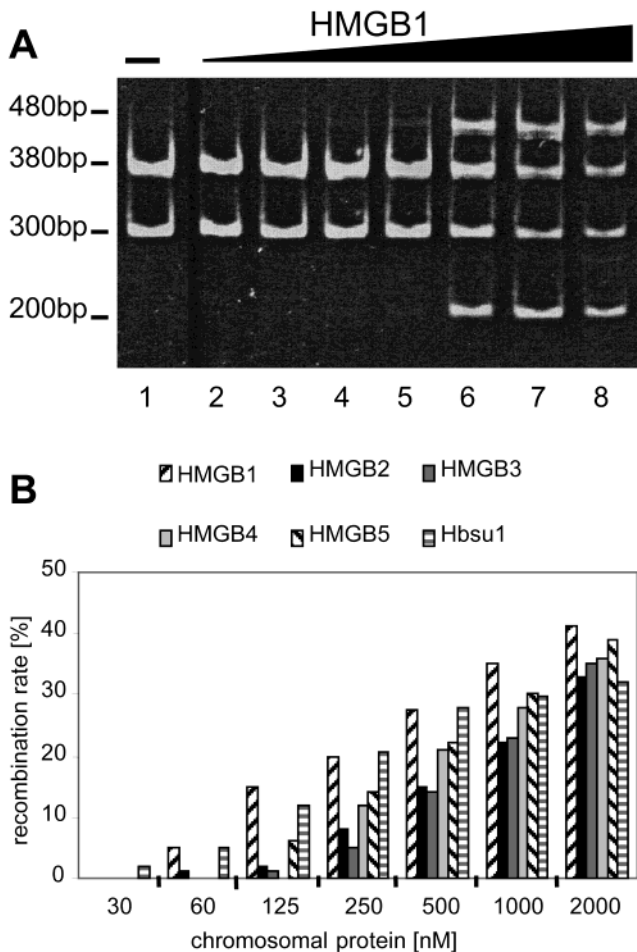 HMGB1
A
480bp
380bp
300bp
200bp
1 2 3 4 5 6 7 8
B
HMGB1 HMGB2 HMGB3
HMGB4 HMGB5 Hbsu1
recombination rate [%]
50
40
30
20
10
0
30 60 125 250 500 1000 2000
chromosomal protein [nM]